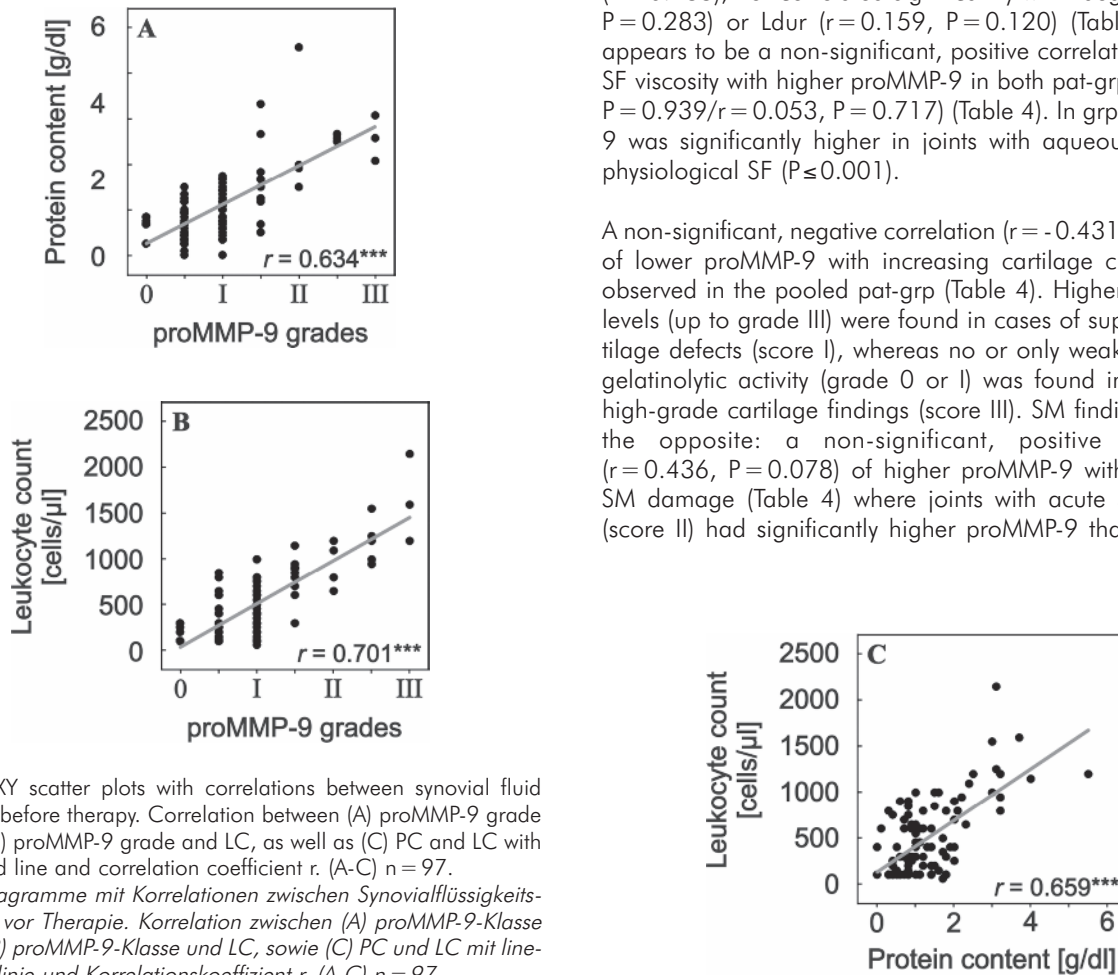 A
6
4
2
0
Protein content [g/dl]
r = 0.634***
0 I II III
proMMP-9 grades
B
2500
2000
1500
1000
500
0
Leukocyte count
[cells/µl]
r = 0.701***
0 I II III
proMMP-9 grades
XY scatter plots with correlations between synovial fluid
before therapy. Correlation between (A) proMMP-9 grade
) proMMP-9 grade and LC, as well as (C) PC and LC with
d line and correlation coefficient r. (A-C) n = 97.
agramme mit Korrelationen zwischen Synovialflüssigkeits-
vor Therapie. Korrelation zwischen (A) proMMP-9-Klasse
) proMMP-9-Klasse und LC, sowie (C) PC und LC mit line-
linie und Korrelationskoeffizient r. (A-C) n = 97.
P = 0.283) or Ldur (r = 0.159, P = 0.120) (Tabl
appears to be a non-significant, positive correlat
SF viscosity with higher proMMP-9 in both pat-grp
P = 0.939/r = 0.053, P = 0.717) (Table 4). In grp
9 was significantly higher in joints with aqueou
physiological SF (P≤0.001).
A non-significant, negative correlation (r = -0.431
of lower proMMP-9 with increasing cartilage c
observed in the pooled pat-grp (Table 4). Higher
levels (up to grade III) were found in cases of sup
tilage defects (score I), whereas no or only weak
gelatinolytic activity (grade 0 or I) was found in
high-grade cartilage findings (score III). SM findi
the opposite: a non-significant, positive
(r = 0.436, P = 0.078) of higher proMMP-9 with
SM damage (Table 4) where joints with acute
(score II) had significantly higher proMMP-9 tha
C
2500
2000
1500
1000
500
0
Leukocyte count
[cells/µl]
r = 0.659***
0 2 4 6
Protein content [g/dl]